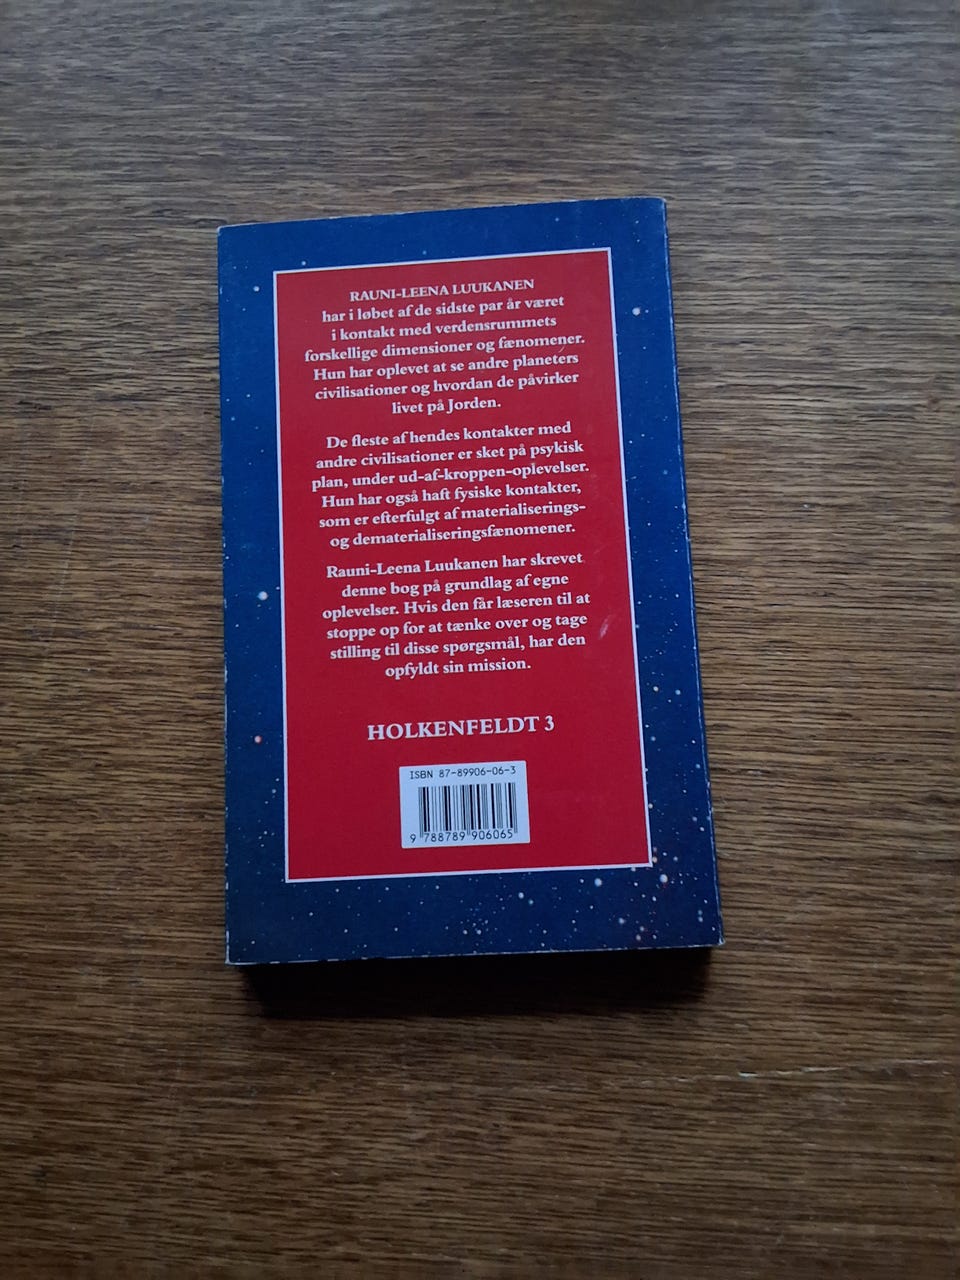 RAUNI-LEENA LUUKANEN
har i løbet af de sidste par år været
i kontakt med verdensrummets
forskellige dimensioner og fænomener.
Hun har oplevet at se andre planeters
civilisationer og hvordan de påvirker
livet på Jorden.
De fleste af hendes kontakter med
andre civilisationer er sket på psykisk
plan, under ud-af-kroppen-oplevelser.
Hun har også haft fysiske kontakter,
som er efterfulgt af materialiserings-
og dematerialiseringsfænomener.
Rauni-Leena Luukanen har skrevet
denne bog på grundlag af egne
oplevelser. Hvis den får læseren til at
stoppe op for at tænke over og tage
stilling til disse spørgsmål, har den
opfyldt sin mission.
HOLKENFELDT 3
ISBN 87-89906-06-3
9 788789 906065